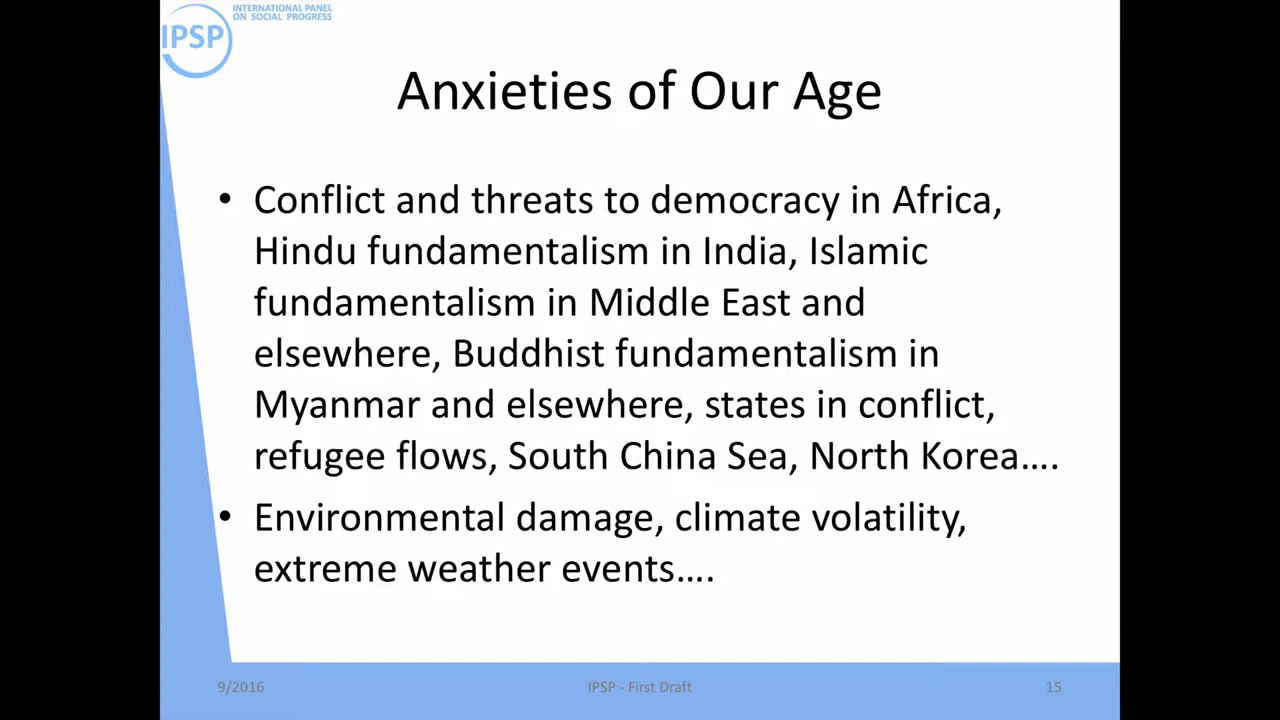 INTERNATIONAL PANEL
ON SOCIAL PROGRESS
IPSP
Anxieties of Our Age
• Conflict and threats to democracy in Africa,
Hindu fundamentalism in India, Islamic
fundamentalism in Middle East and
elsewhere, Buddhist fundamentalism in
Myanmar and elsewhere, states in conflict,
refugee flows, South China Sea, North Korea….
• Environmental damage, climate volatility,
extreme weather events….
9/2016
IPSP - First Draft
15